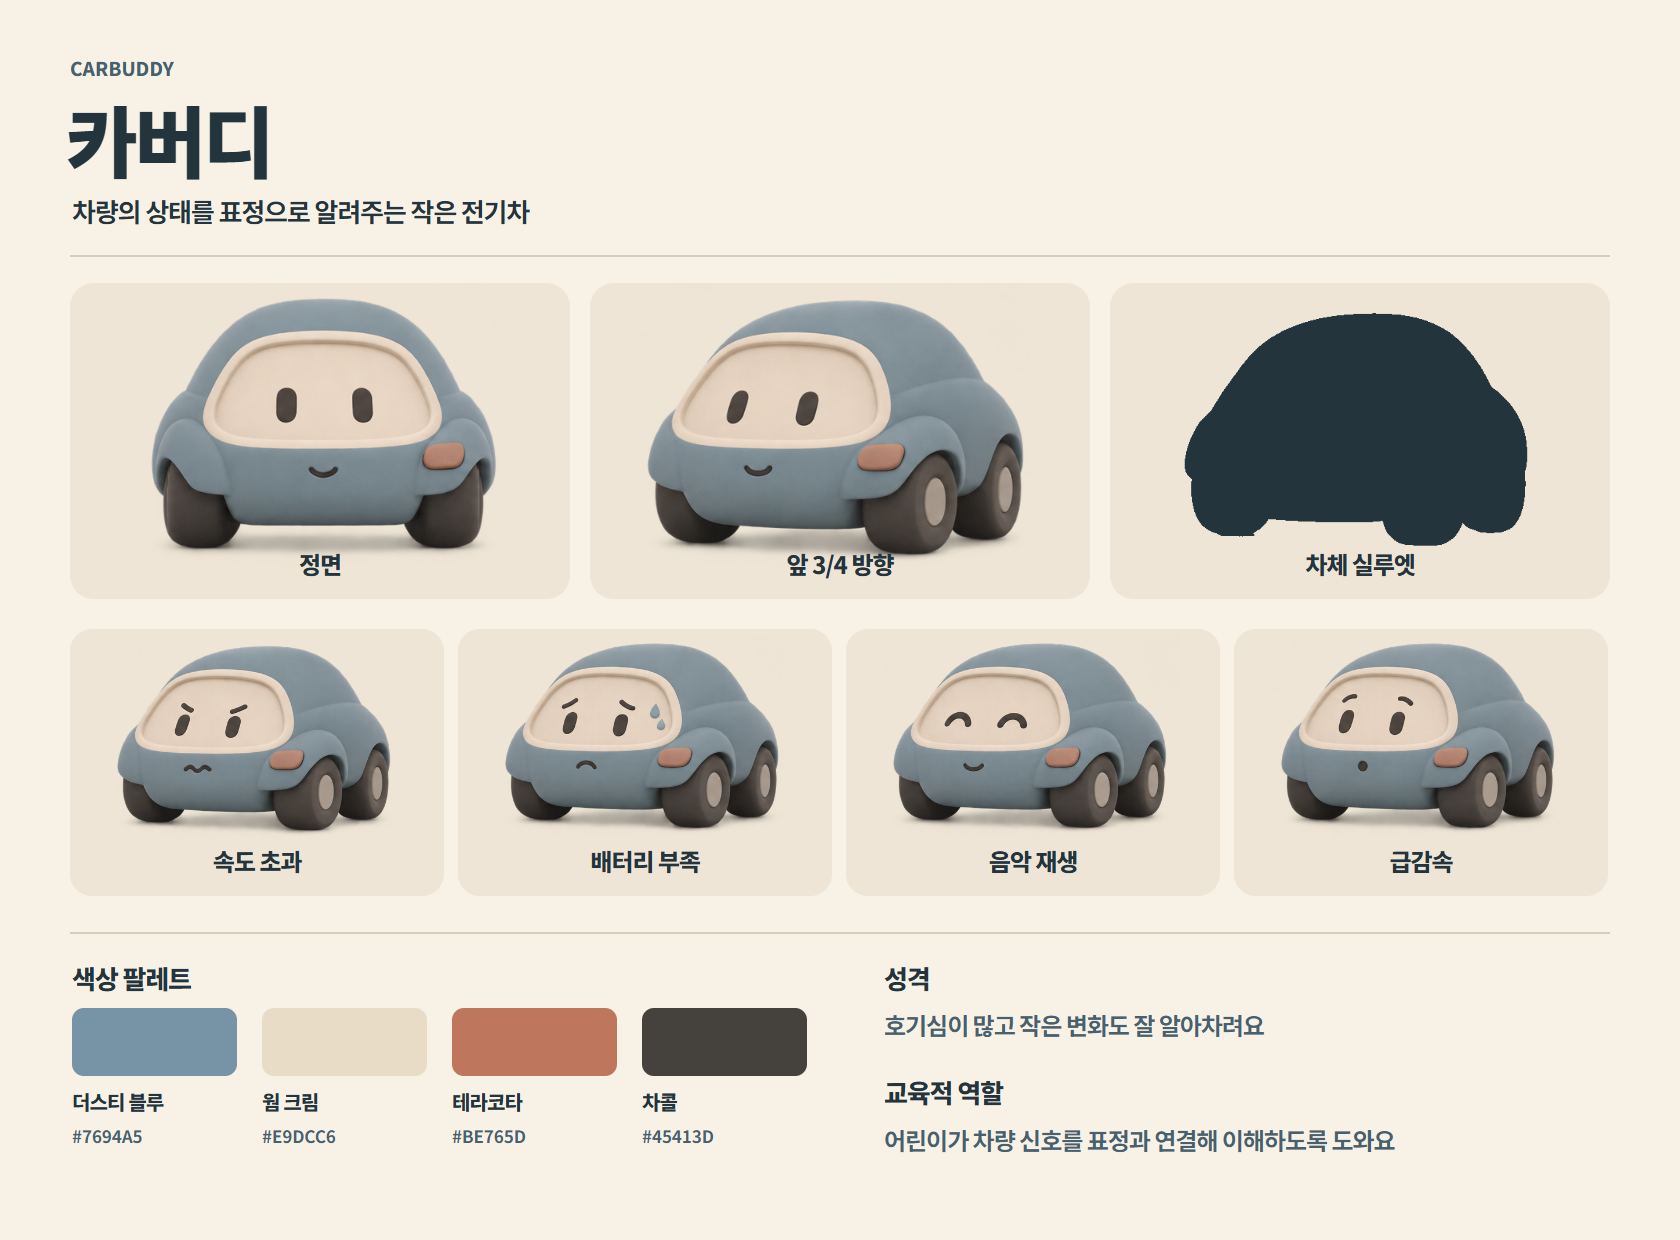 CARBUDDY
카버디
차량의 상태를 표정으로 알려주는 작은 전기차
정면
앞 3/4 방향
차체 실루엣
속도 초과
배터리 부족
음악 재생
급감속
색상 팔레트
더스티 블루
#7694A5
웜 크림
#E9DCC6
테라코타
#BE765D
차콜
#45413D
성격
호기심이 많고 작은 변화도 잘 알아차려요
교육적 역할
어린이가 차량 신호를 표정과 연결해 이해하도록 도와요